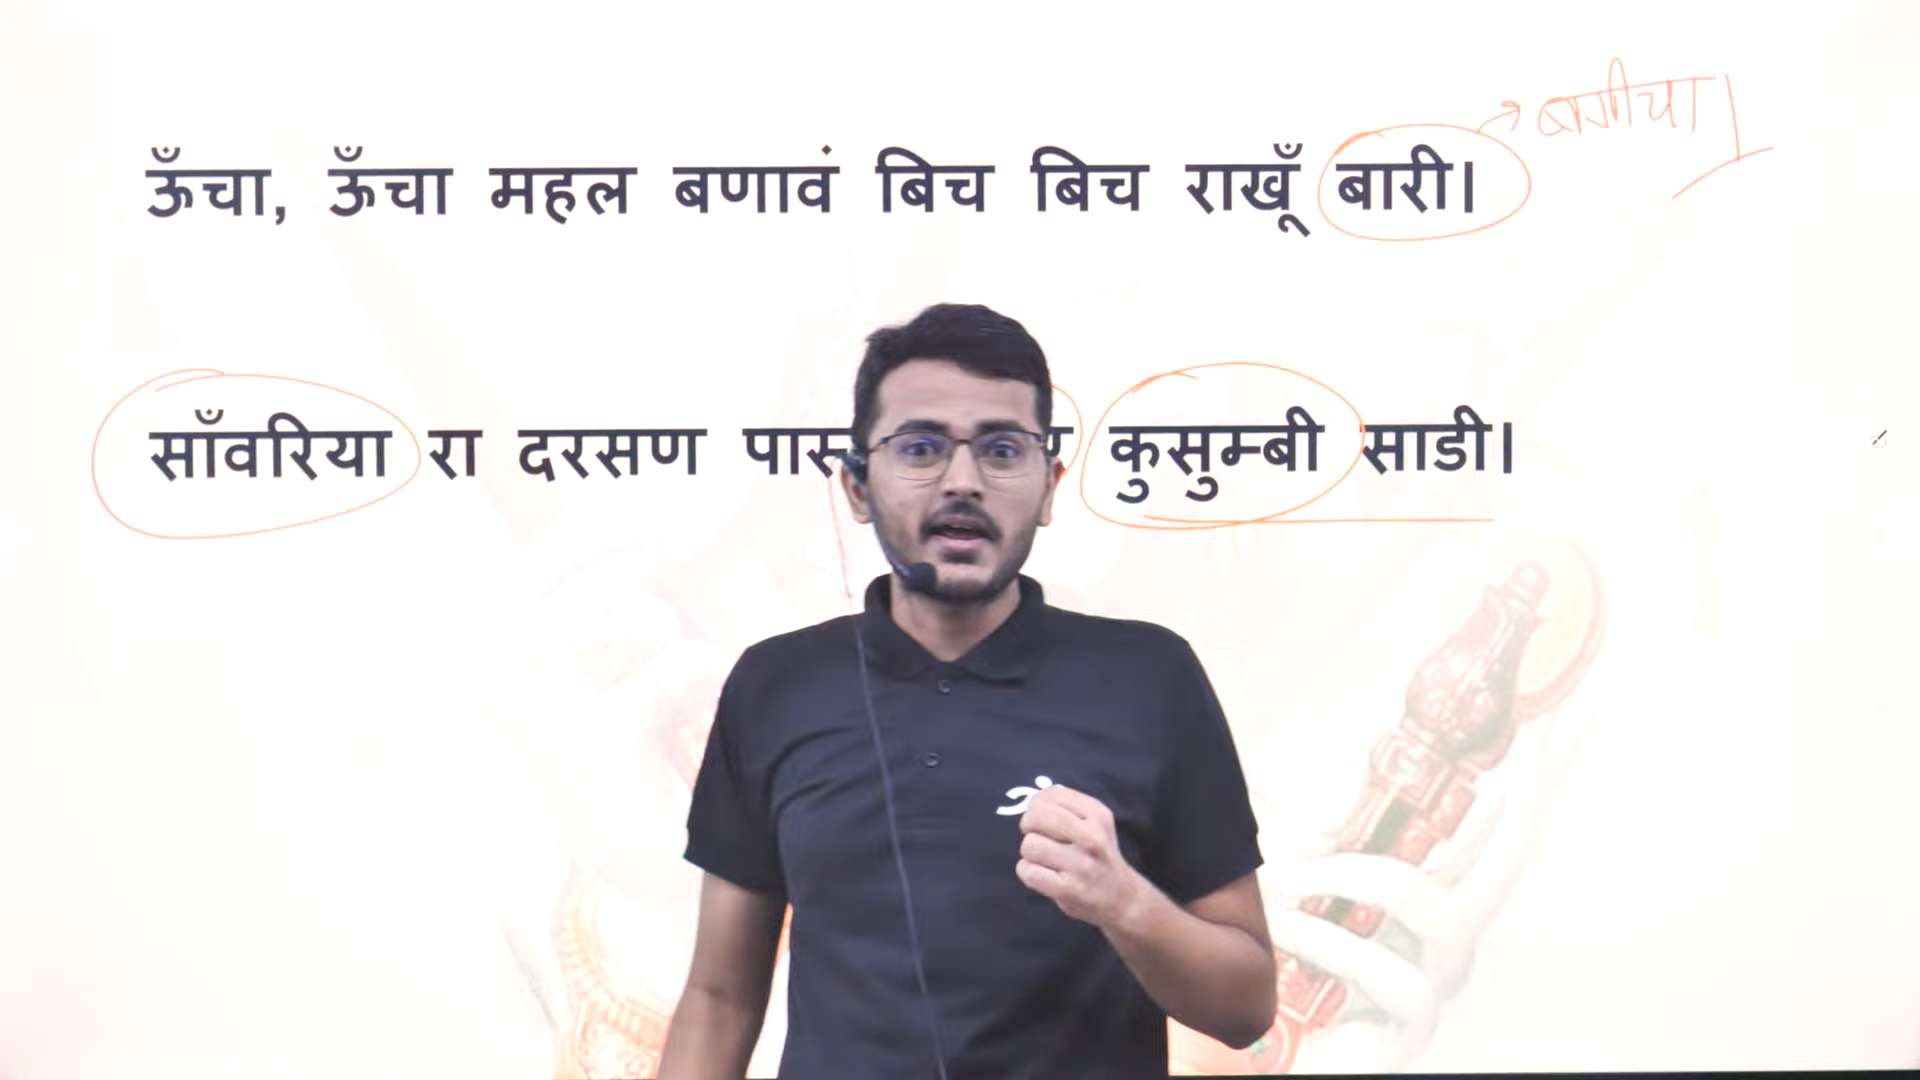 बगीचा।
ऊँचा, ऊँचा महल बणावं बिच बिच राखूँ बारी।
साँवरिया रा दरसण कुसुम्बी साडी।